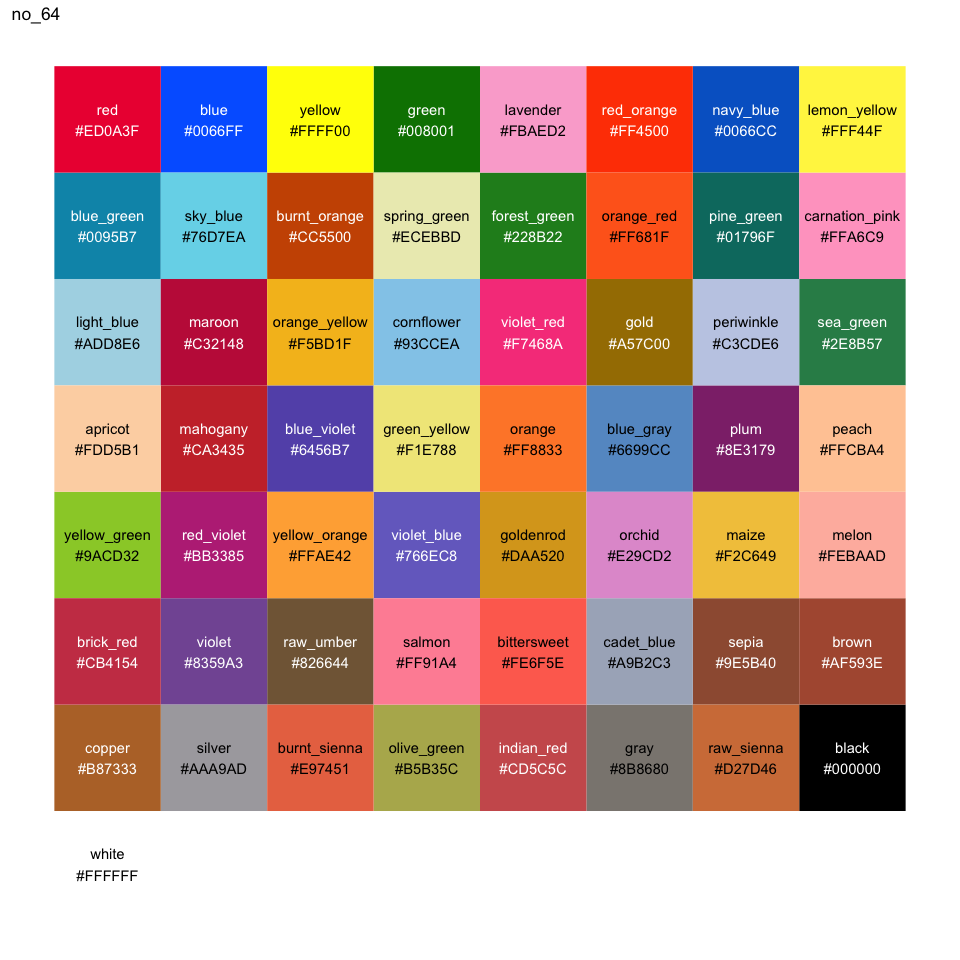 no_64
red blue yellow green lavender red_orange navy_blue lemon_yellow
#ED0A3F #0066FF #FFFF00 #008001 #FBAED2 #FF4500 #0066CC #FFF44F
blue_green sky_blue burnt_orange spring_green forest_green orange_red pine_green carnation_pink
#0095B7 #76D7EA #CC5500 #ECEBBD #228B22 #FF681F #01796F #FFA6C9
light_blue maroon orange_yellow cornflower violet_red gold periwinkle sea_green
#ADD8E6 #C32148 #F5BD1F #93CCEA #F7468A #A57C00 #C3CDE6 #2E8B57
apricot mahogany blue_violet green_yellow orange blue_gray plum peach
#FDD5B1 #CA3435 #6456B7 #F1E788 #FF8833 #6699CC #8E3179 #FFCBA4
yellow_green red_violet yellow_orange violet_blue goldenrod orchid maize melon
#9ACD32 #BB3385 #FFAE42 #766EC8 #DAA520 #E29CD2 #F2C649 #FEBAAD
brick_red violet raw_umber salmon bittersweet cadet_blue sepia brown
#CB4154 #8359A3 #826644 #FF91A4 #FE6F5E #A9B2C3 #9E5B40 #AF593E
copper silver burnt_sienna olive_green indian_red gray raw_sienna black
#B87333 #AAA9AD #E97451 #B5B35C #CD5C5C #8B8680 #D27D46 #000000
white
#FFFFFF